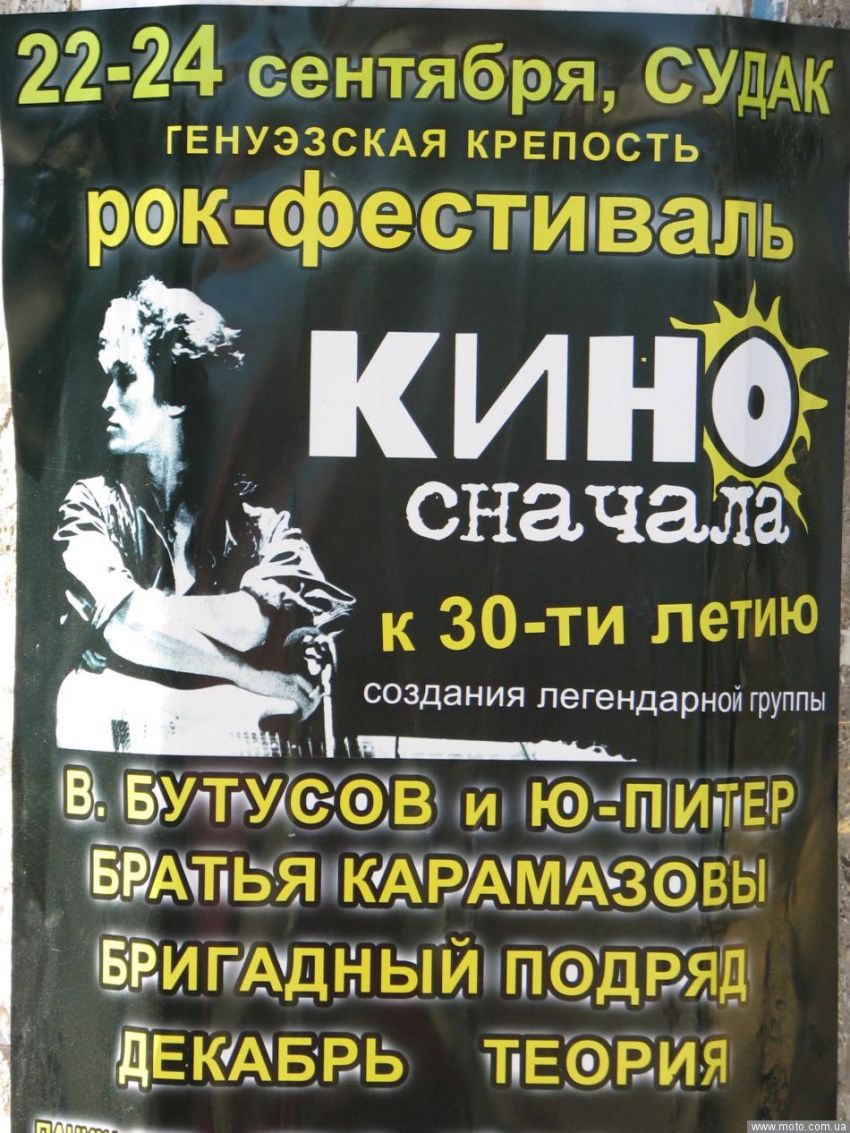 22-24 сентября, СУДАК
ГЕНУЭЗСКАЯ КРЕПОСТЬ
рок-фестиваль
КИНО
сначала
к 30-ти летию
создания легендарной группы
В. БУТУСОВ и Ю-ПИТЕР
БРАТЬЯ КАРАМАЗОВЫ
БРИГАДНЫЙ ПОДРЯД
ДЕКАБРЬ ТЕОРИЯ
www.moto.com.ua